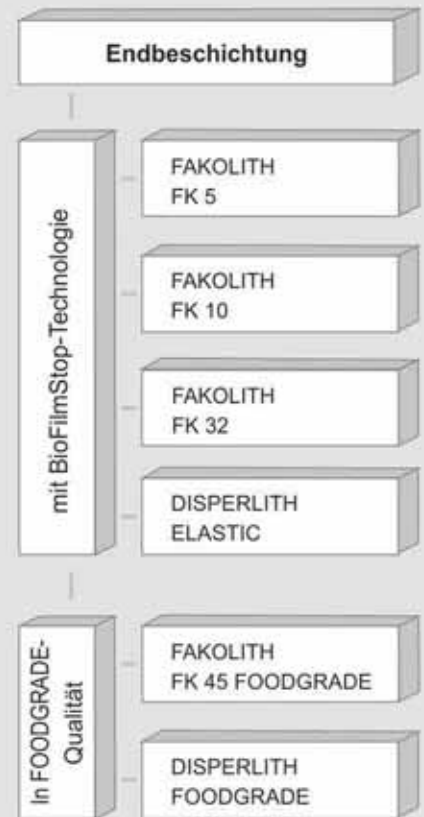 Endbeschichtung
mit BioFilmStop-Technologie
FAKOLITH
FK 5
FAKOLITH
FK 10
FAKOLITH
FK 32
DISPERLITH
ELASTIC
In FOODGRADE-
Qualität
FAKOLITH
FK 45 FOODGRADE
DISPERLITH
FOODGRADE